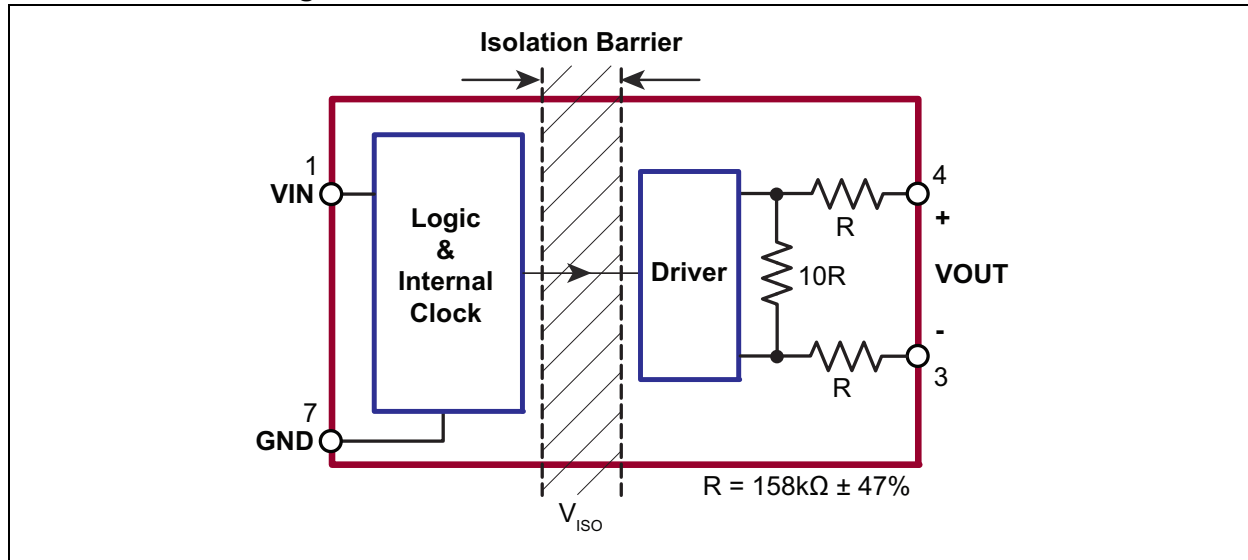 Isolation Barrier
1
VIN
Logic
&
Internal
Clock
7
GND
Driver
10R
R
R
4
+
VOUT
-
3
R = 158kΩ ± 47%
VISO